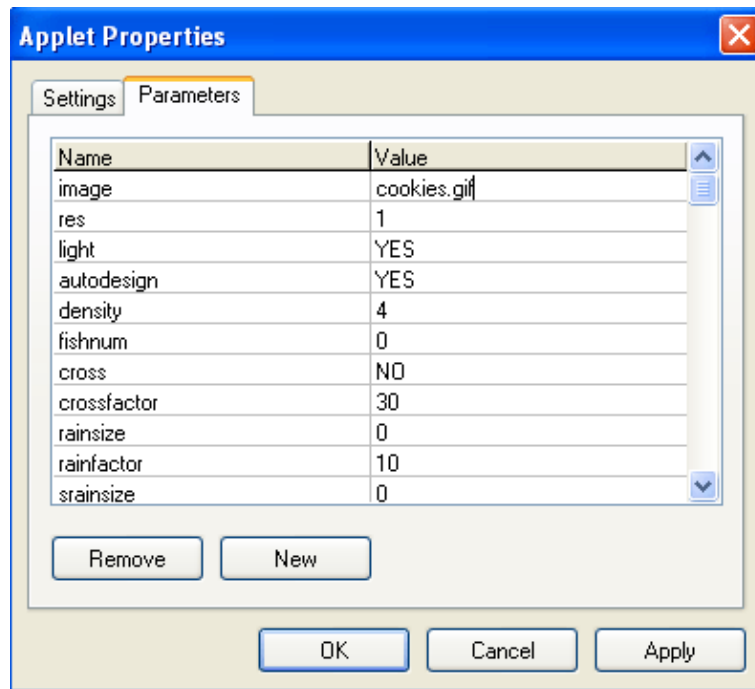 Applet Properties
Settings Parameters
Name Value
image cookies.gif
res 1
light YES
autodesign YES
density 4
fishnum 0
cross NO
crossfactor 30
rainsize 0
rainfactor 10
srainsize 0
Remove New
OK Cancel Apply